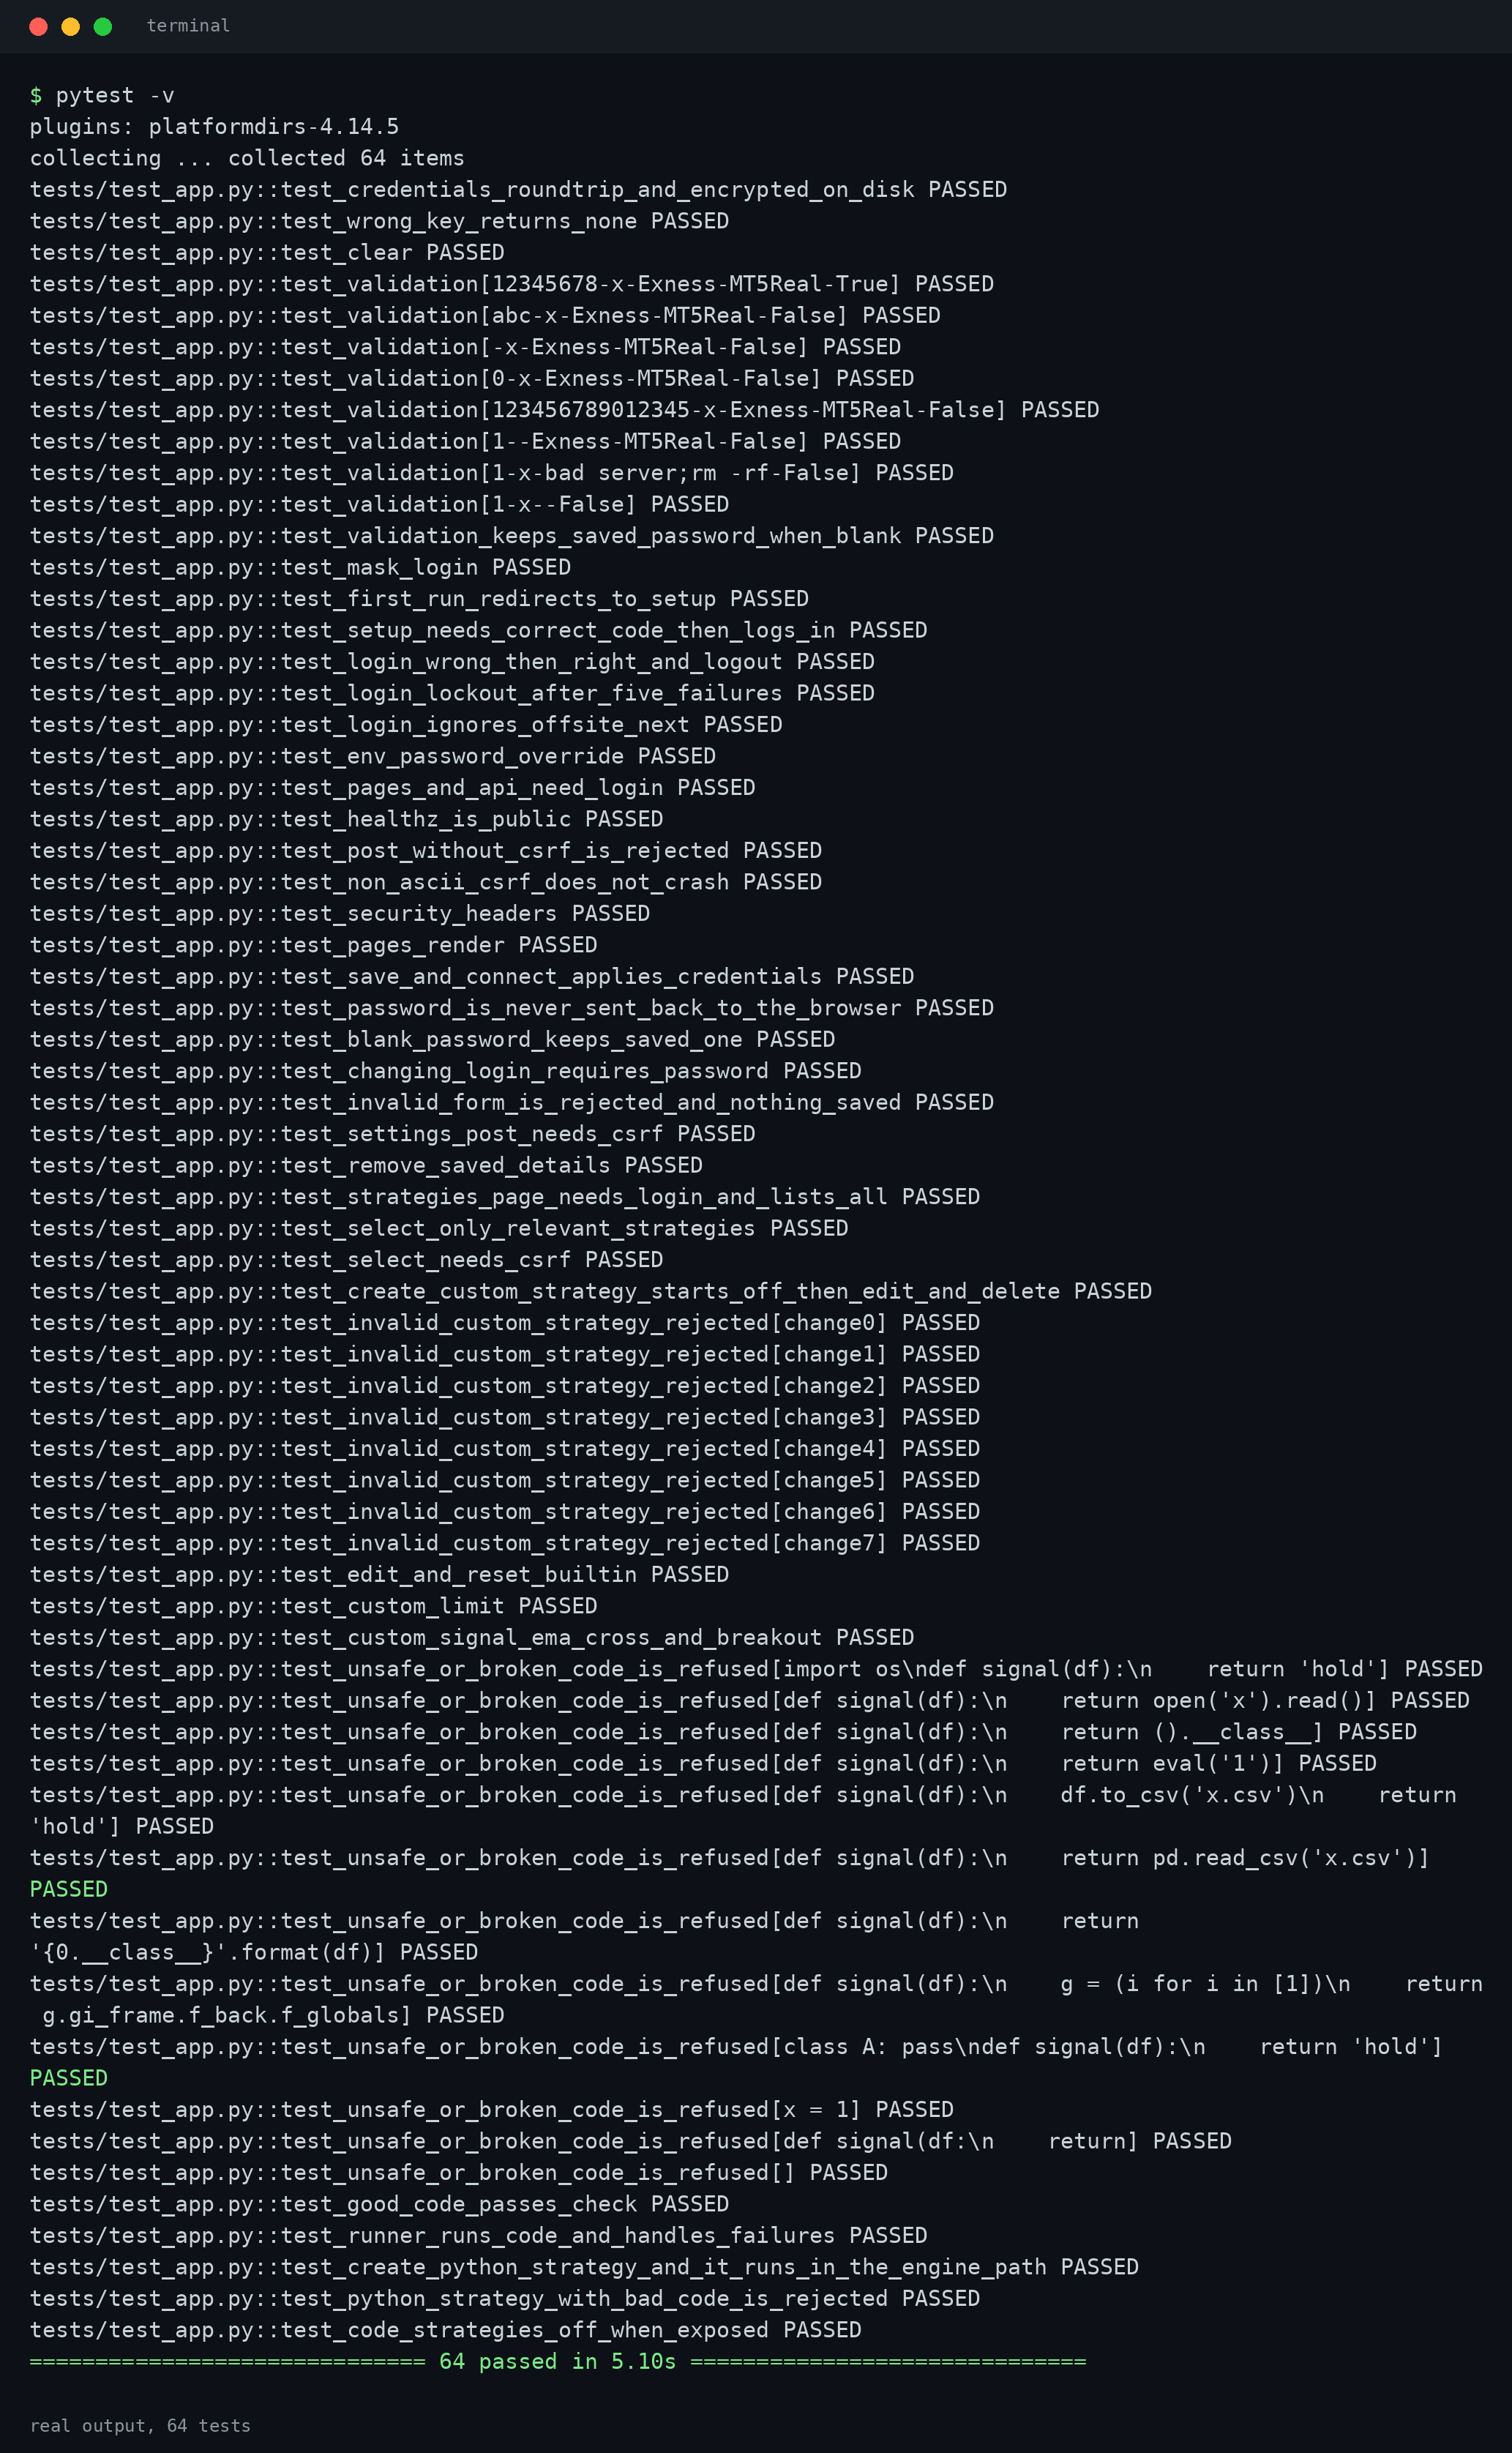 terminal
$ pytest -v
plugins: platformdirs-4.14.5
collecting ... collected 64 items
tests/test_app.py::test_credentials_roundtrip_and_encrypted_on_disk PASSED
tests/test_app.py::test_wrong_key_returns_none PASSED
tests/test_app.py::test_clear PASSED
tests/test_app.py::test_validation[12345678-x-Exness-MT5Real-True] PASSED
tests/test_app.py::test_validation[abc-x-Exness-MT5Real-False] PASSED
tests/test_app.py::test_validation[-x-Exness-MT5Real-False] PASSED
tests/test_app.py::test_validation[0-x-Exness-MT5Real-False] PASSED
tests/test_app.py::test_validation[123456789012345-x-Exness-MT5Real-False] PASSED
tests/test_app.py::test_validation[1--Exness-MT5Real-False] PASSED
tests/test_app.py::test_validation[1-x-bad server;rm -rf-False] PASSED
tests/test_app.py::test_validation[1-x--False] PASSED
tests/test_app.py::test_validation_keeps_saved_password_when_blank PASSED
tests/test_app.py::test_mask_login PASSED
tests/test_app.py::test_first_run_redirects_to_setup PASSED
tests/test_app.py::test_setup_needs_correct_code_then_logs_in PASSED
tests/test_app.py::test_login_wrong_then_right_and_logout PASSED
tests/test_app.py::test_login_lockout_after_five_failures PASSED
tests/test_app.py::test_login_ignores_offsite_next PASSED
tests/test_app.py::test_env_password_override PASSED
tests/test_app.py::test_pages_and_api_need_login PASSED
tests/test_app.py::test_healthz_is_public PASSED
tests/test_app.py::test_post_without_csrf_is_rejected PASSED
tests/test_app.py::test_non_ascii_csrf_does_not_crash PASSED
tests/test_app.py::test_security_headers PASSED
tests/test_app.py::test_pages_render PASSED
tests/test_app.py::test_save_and_connect_applies_credentials PASSED
tests/test_app.py::test_password_is_never_sent_back_to_the_browser PASSED
tests/test_app.py::test_blank_password_keeps_saved_one PASSED
tests/test_app.py::test_changing_login_requires_password PASSED
tests/test_app.py::test_invalid_form_is_rejected_and_nothing_saved PASSED
tests/test_app.py::test_settings_post_needs_csrf PASSED
tests/test_app.py::test_remove_saved_details PASSED
tests/test_app.py::test_strategies_page_needs_login_and_lists_all PASSED
tests/test_app.py::test_select_only_relevant_strategies PASSED
tests/test_app.py::test_select_needs_csrf PASSED
tests/test_app.py::test_create_custom_strategy_starts_off_then_edit_and_delete PASSED
tests/test_app.py::test_invalid_custom_strategy_rejected[change0] PASSED
tests/test_app.py::test_invalid_custom_strategy_rejected[change1] PASSED
tests/test_app.py::test_invalid_custom_strategy_rejected[change2] PASSED
tests/test_app.py::test_invalid_custom_strategy_rejected[change3] PASSED
tests/test_app.py::test_invalid_custom_strategy_rejected[change4] PASSED
tests/test_app.py::test_invalid_custom_strategy_rejected[change5] PASSED
tests/test_app.py::test_invalid_custom_strategy_rejected[change6] PASSED
tests/test_app.py::test_invalid_custom_strategy_rejected[change7] PASSED
tests/test_app.py::test_edit_and_reset_builtin PASSED
tests/test_app.py::test_custom_limit PASSED
tests/test_app.py::test_custom_signal_ema_cross_and_breakout PASSED
tests/test_app.py::test_unsafe_or_broken_code_is_refused[import os\ndef signal(df):\n    return 'hold'] PASSED
tests/test_app.py::test_unsafe_or_broken_code_is_refused[def signal(df):\n    return open('x').read()] PASSED
tests/test_app.py::test_unsafe_or_broken_code_is_refused[def signal(df):\n    return ().__class__] PASSED
tests/test_app.py::test_unsafe_or_broken_code_is_refused[def signal(df):\n    return eval('1')] PASSED
tests/test_app.py::test_unsafe_or_broken_code_is_refused[def signal(df):\n    df.to_csv('x.csv')\n    return
'hold'] PASSED
tests/test_app.py::test_unsafe_or_broken_code_is_refused[def signal(df):\n    return pd.read_csv('x.csv')]
PASSED
tests/test_app.py::test_unsafe_or_broken_code_is_refused[def signal(df):\n    return
'{0.__class__}'.format(df)] PASSED
tests/test_app.py::test_unsafe_or_broken_code_is_refused[def signal(df):\n    g = (i for i in [1])\n    return
 g.gi_frame.f_back.f_globals] PASSED
tests/test_app.py::test_unsafe_or_broken_code_is_refused[class A: pass\ndef signal(df):\n    return 'hold']
PASSED
tests/test_app.py::test_unsafe_or_broken_code_is_refused[x = 1] PASSED
tests/test_app.py::test_unsafe_or_broken_code_is_refused[def signal(df:\n    return] PASSED
tests/test_app.py::test_unsafe_or_broken_code_is_refused[] PASSED
tests/test_app.py::test_good_code_passes_check PASSED
tests/test_app.py::test_runner_runs_code_and_handles_failures PASSED
tests/test_app.py::test_create_python_strategy_and_it_runs_in_the_engine_path PASSED
tests/test_app.py::test_python_strategy_with_bad_code_is_rejected PASSED
tests/test_app.py::test_code_strategies_off_when_exposed PASSED
============================== 64 passed in 5.10s ==============================
real output, 64 tests